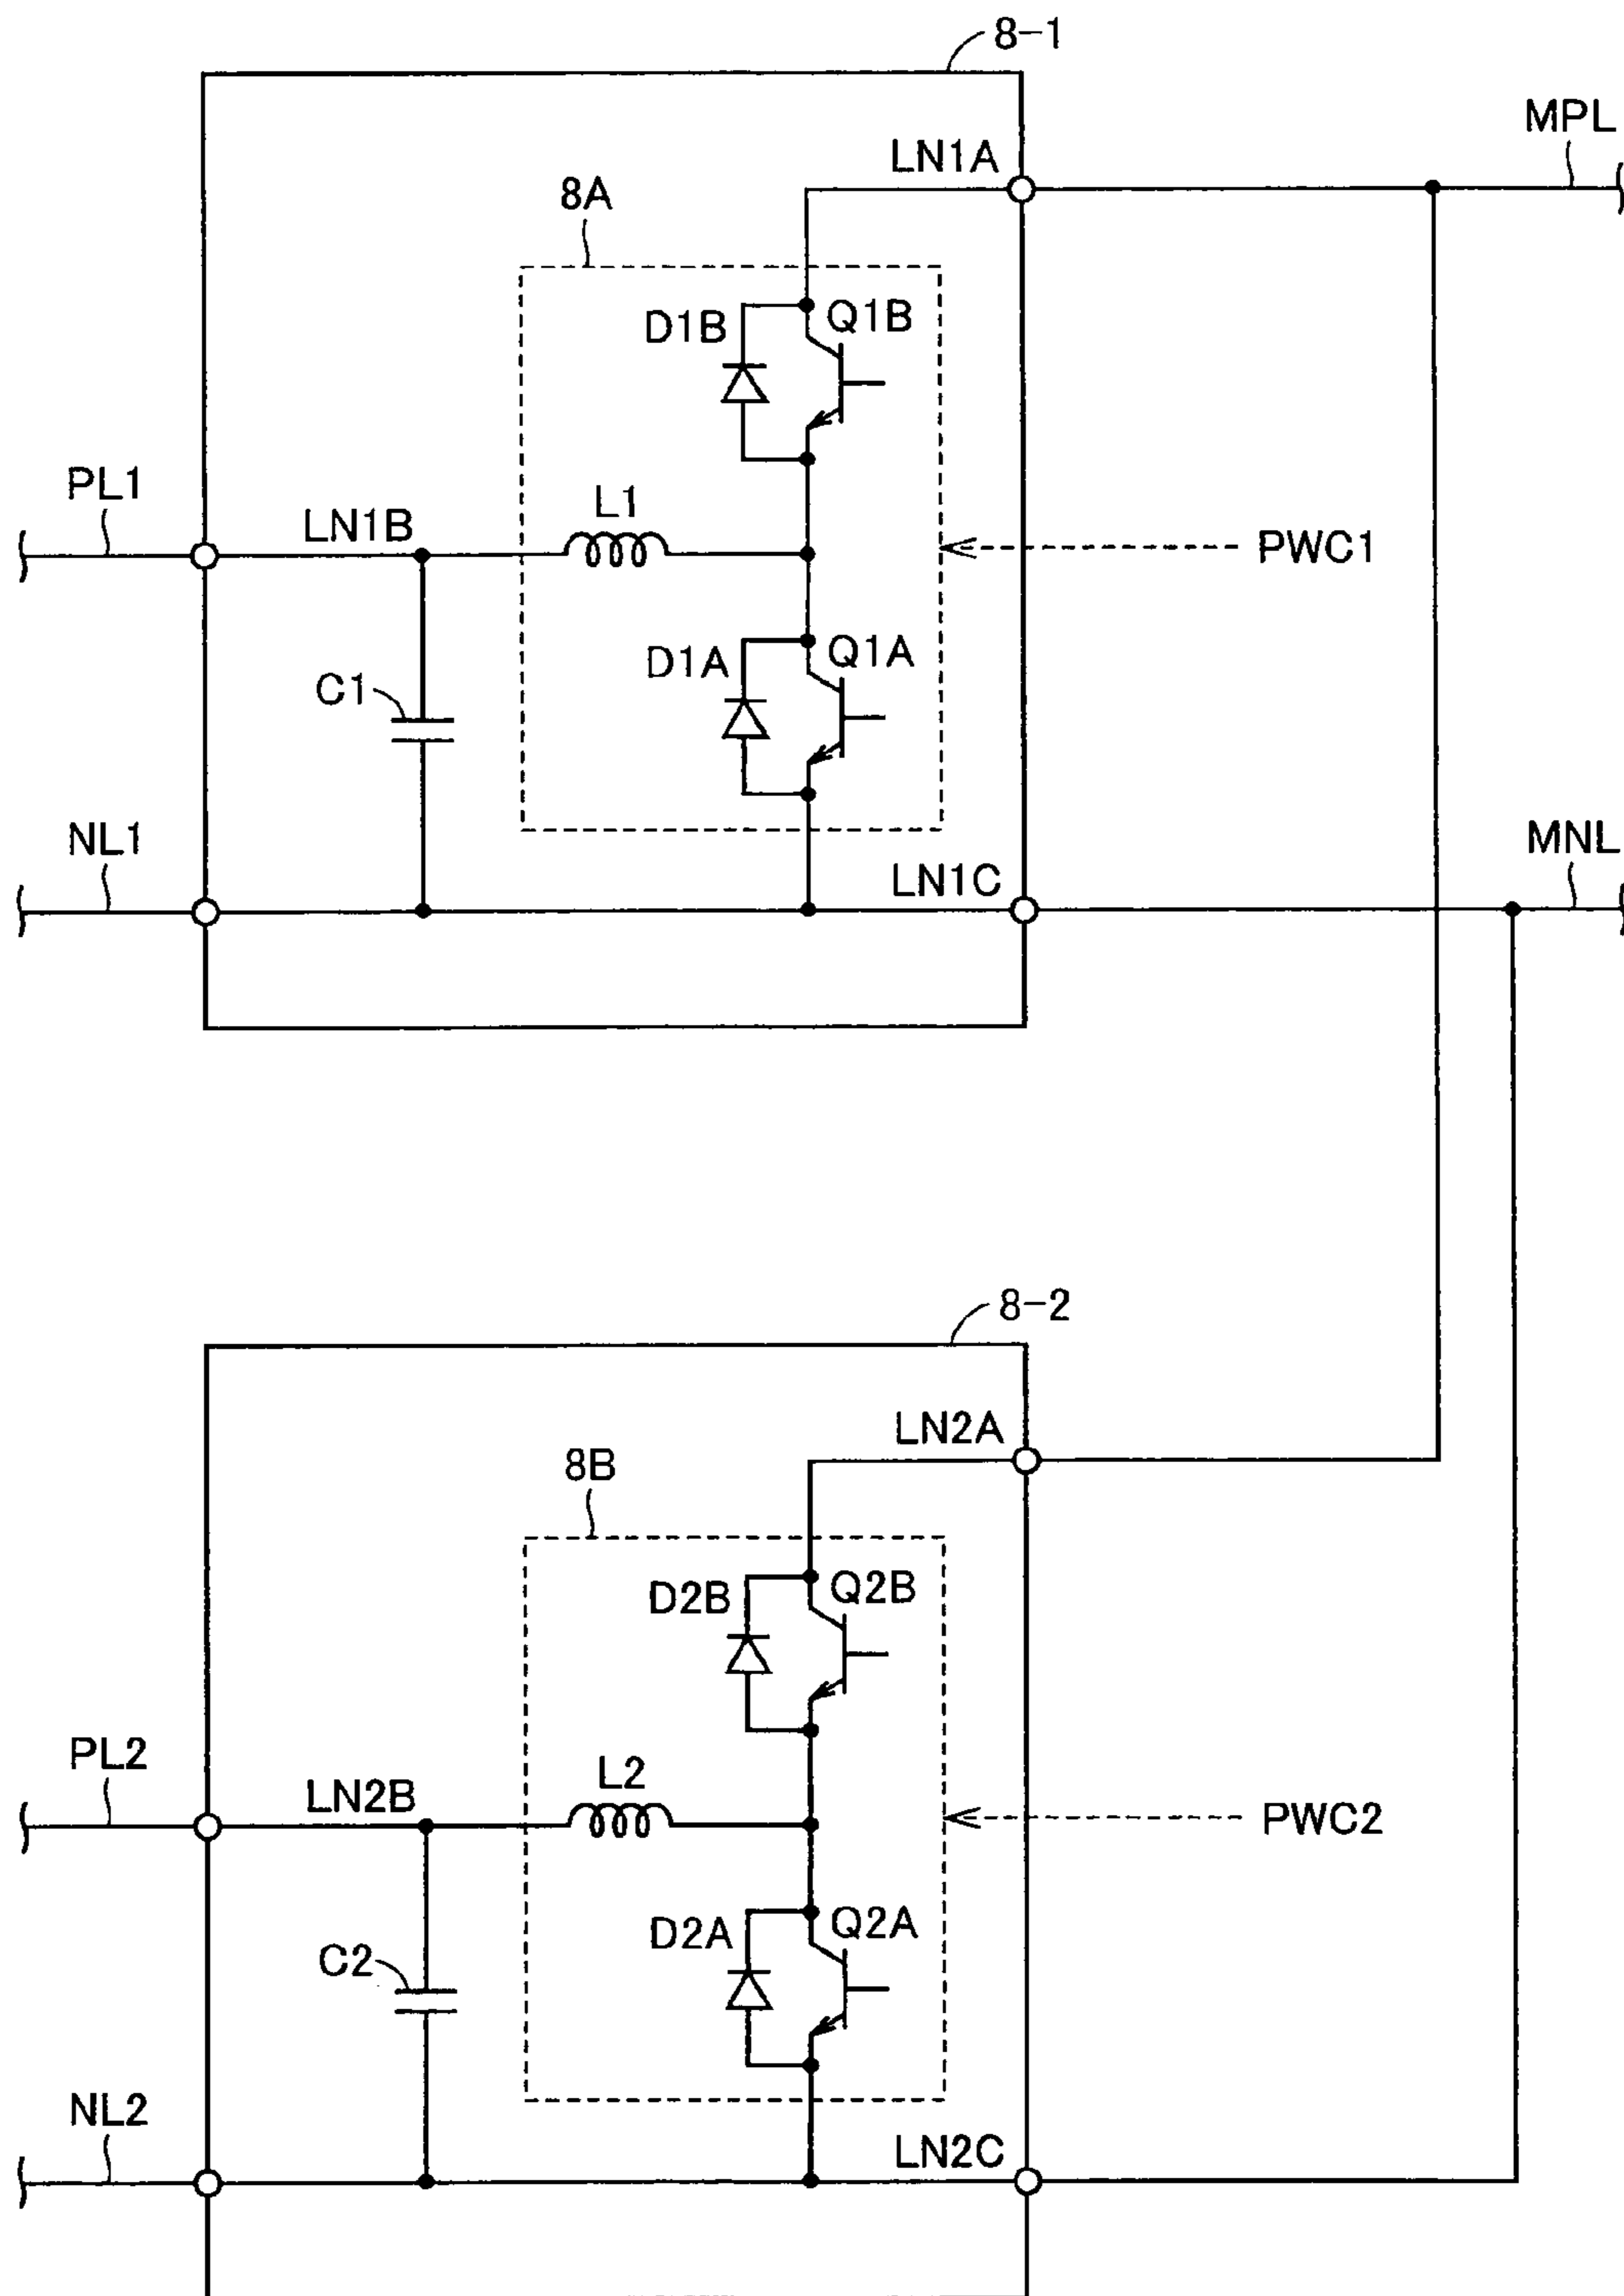 8-1
MPL
LN1A
8A
D1B
Q1B
PL1
LN1B
L1
PWC1
D1A
Q1A
C1
NL1
LN1C
MNL
8-2
LN2A
8B
D2B
Q2B
PL2
LN2B
L2
PWC2
D2A
Q2A
C2
NL2
LN2C